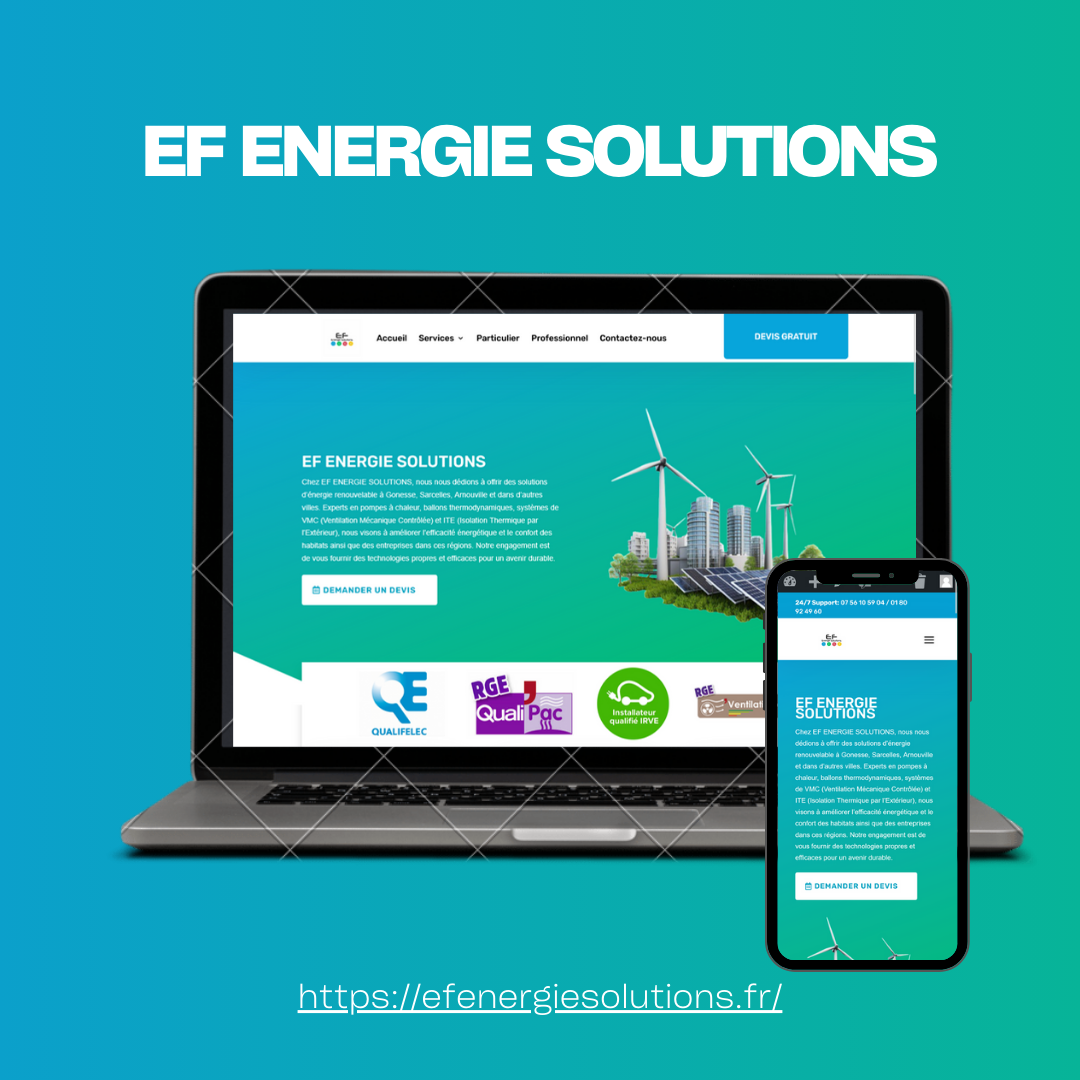 EF ENERGIE SOLUTIONS
EF
Accueil Services Particulier Professionnel Contactez-nous
DEVIS GRATUIT
EF ENERGIE SOLUTIONS
Chez EF ENERGIE SOLUTIONS, nous nous dédions à offrir des solutions
d'énergie renouvelable à Gonesse, Sarcelles, Arnouville et dans d'autres
villes. Experts en pompes à chaleur, ballons thermodynamiques, systèmes de
VMC (Ventilation Mécanique Contrôlée) et ITE (Isolation Thermique par
l'Extérieur), nous visons à améliorer l'efficacité énergétique et le confort des
habitats ainsi que des entreprises dans ces régions. Notre engagement est
de vous fournir des technologies propres et efficaces pour un avenir durable.
DEMANDER UN DEVIS
QE
QUALIFELEC
RGE
QualiPac
Installateur
qualifié IRVE
RGE
Ventilat
24/7 Support: 07 56 10 59 04 / 01 80
92 49 60
EF
EF ENERGIE
SOLUTIONS
Chez EF ENERGIE SOLUTIONS, nous nous
dédions à offrir des solutions d'énergie
renouvelable à Gonesse, Sarcelles, Arnouville
et dans d'autres villes. Experts en pompes à
chaleur, ballons thermodynamiques, systèmes
de VMC (Ventilation Mécanique Contrôlée) et
ITE (Isolation Thermique par l'Extérieur), nous
visons à améliorer l'efficacité énergétique et le
confort des habitats ainsi que des entreprises
dans ces régions. Notre engagement est de
vous fournir des technologies propres et
efficaces pour un avenir durable.
DEMANDER UN DEVIS
https://efenergiesolutions.fr/